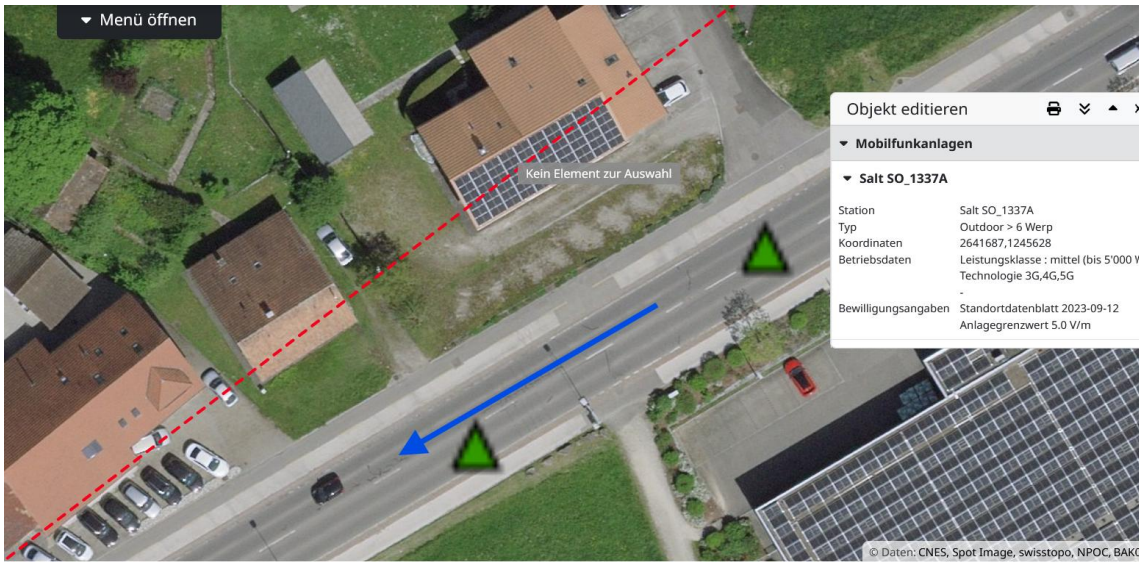 Menü öffnen
Kein Element zur Auswahl
Objekt editieren
Mobilfunkanlagen
Salt SO_1337A
Station Salt SO_1337A
Typ Outdoor > 6 Werp
Koordinaten 2641687,1245628
Betriebsdaten Leistungsklasse : mittel (bis 5'000 W
Technologie 3G,4G,5G
-
Bewilligungsangaben Standortdatenblatt 2023-09-12
Anlagegrenzwert 5.0 V/m
© Daten: CNES, Spot Image, swisstopo, NPOC, BAKO